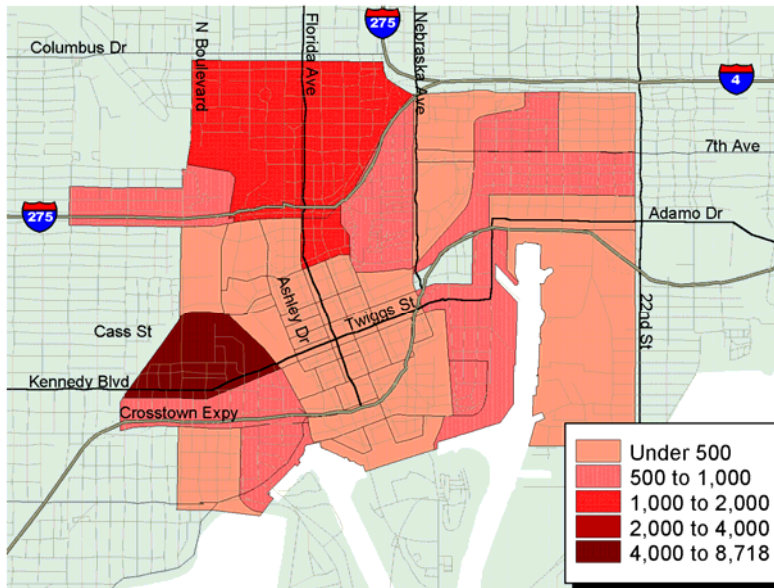 Columbus Dr
N Boulevard
Florida Ave
275
Nebraska Ave
4
7th Ave
275
Adamo Dr
Ashley Dr
Twiggs St
Cass St
22nd St
Kennedy Blvd
Crosstown Expy
Under 500
500 to 1,000
1,000 to 2,000
2,000 to 4,000
4,000 to 8,718